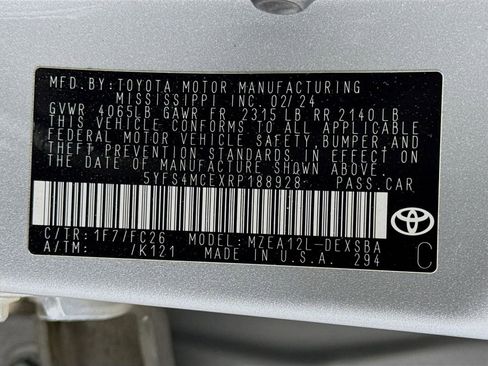 MFD. BY: TOYOTA MOTOR MANUFACTURING
MISSISSIPPI INC. 02/24
GVWR 4065LB GAWR FR 2315 LB RR 2140 LB
THIS VEHICLE CONFORMS TO ALL APPLICABLE
FEDERAL MOTOR VEHICLE SAFETY, BUMPER, AND
THEFT PREVENTION STANDARDS IN EFFECT ON
THE DATE OF MANUFACTURE SHOWN ABOVE.
5YFS4MCEXRP188928 PASS.CAR
C/TR: 1F7/FC26 MODEL: MZEA12L-DEXSBA
A/TM: /K121 MADE IN U.S.A. 294 C